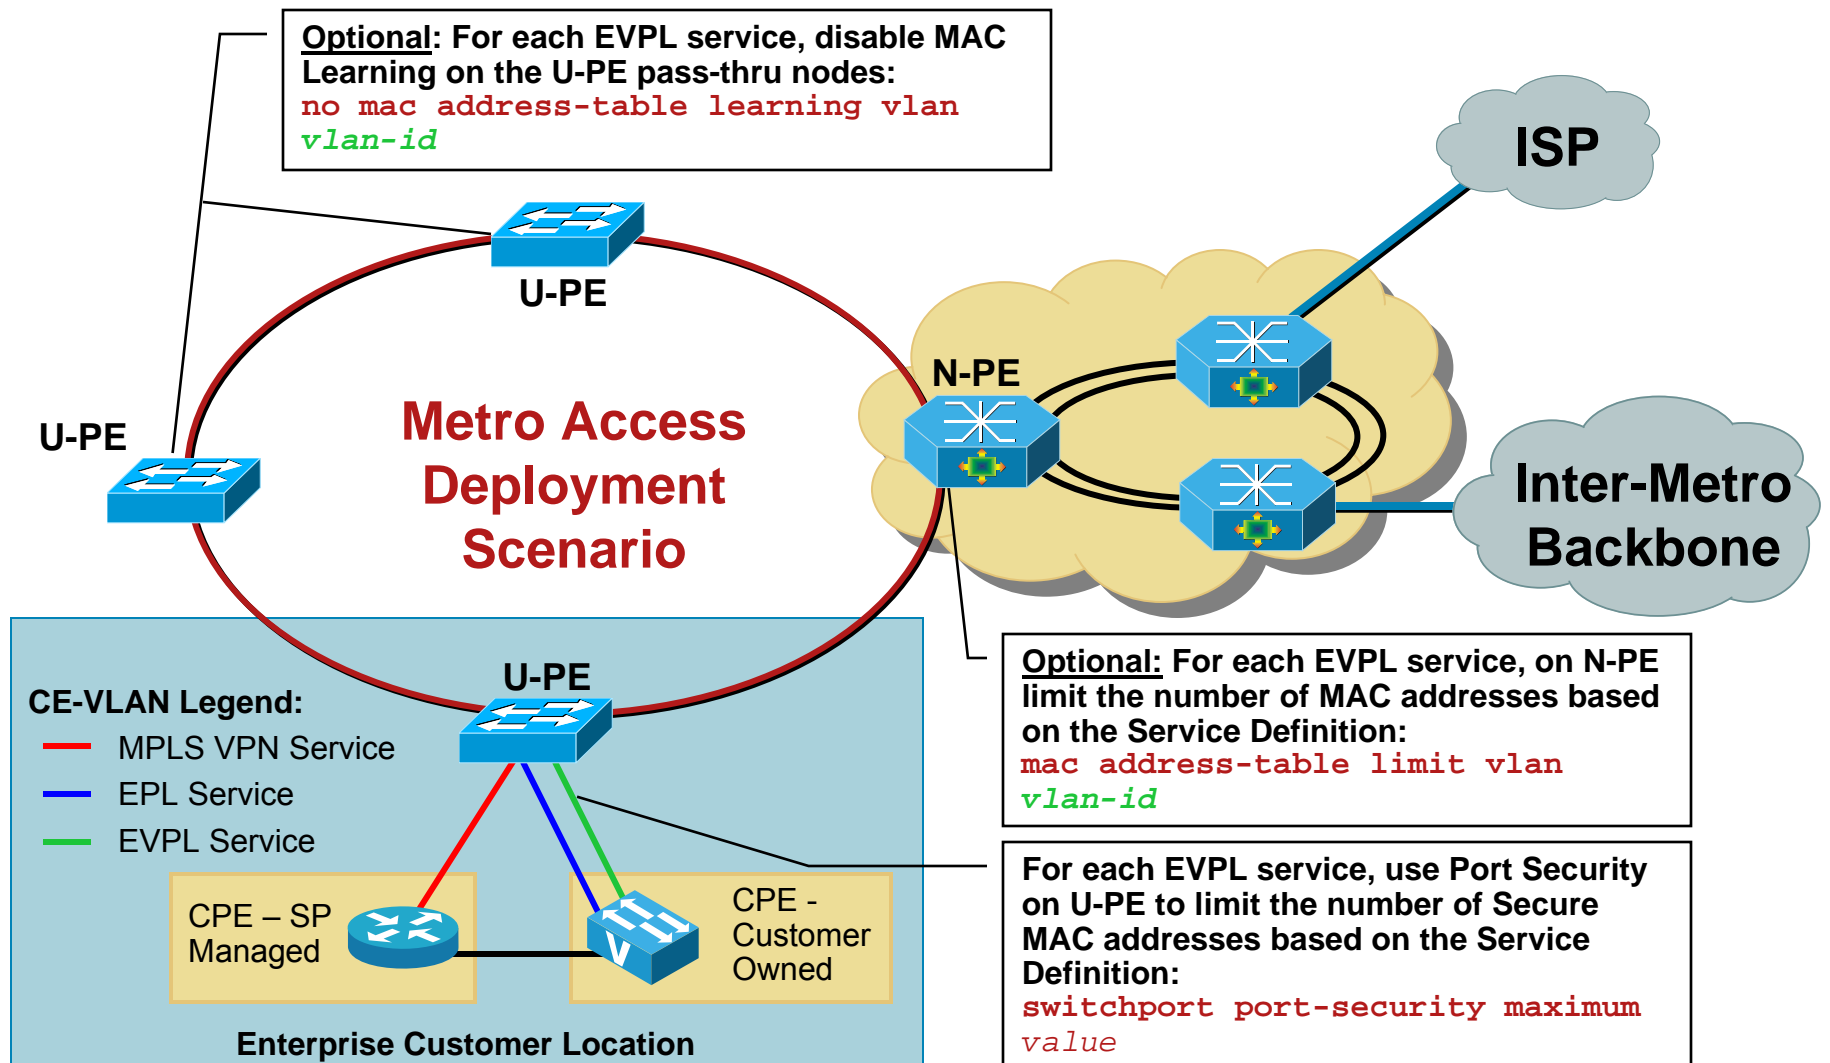 Optional: For each EVPL service, disable MAC
Learning on the U-PE pass-thru nodes:
no mac address-table learning vlan
vlan-id
ISP
U-PE
N-PE
U-PE
Metro Access
Deployment
Scenario
Inter-Metro
Backbone
U-PE
CE-VLAN Legend:
MPLS VPN Service
EPL Service
EVPL Service
Optional: For each EVPL service, on N-PE
limit the number of MAC addresses based
on the Service Definition:
mac address-table limit vlan
vlan-id
For each EVPL service, use Port Security
on U-PE to limit the number of Secure
MAC addresses based on the Service
Definition:
switchport port-security maximum
value
CPE – SP
Managed
V
CPE -
Customer
Owned
Enterprise Customer Location